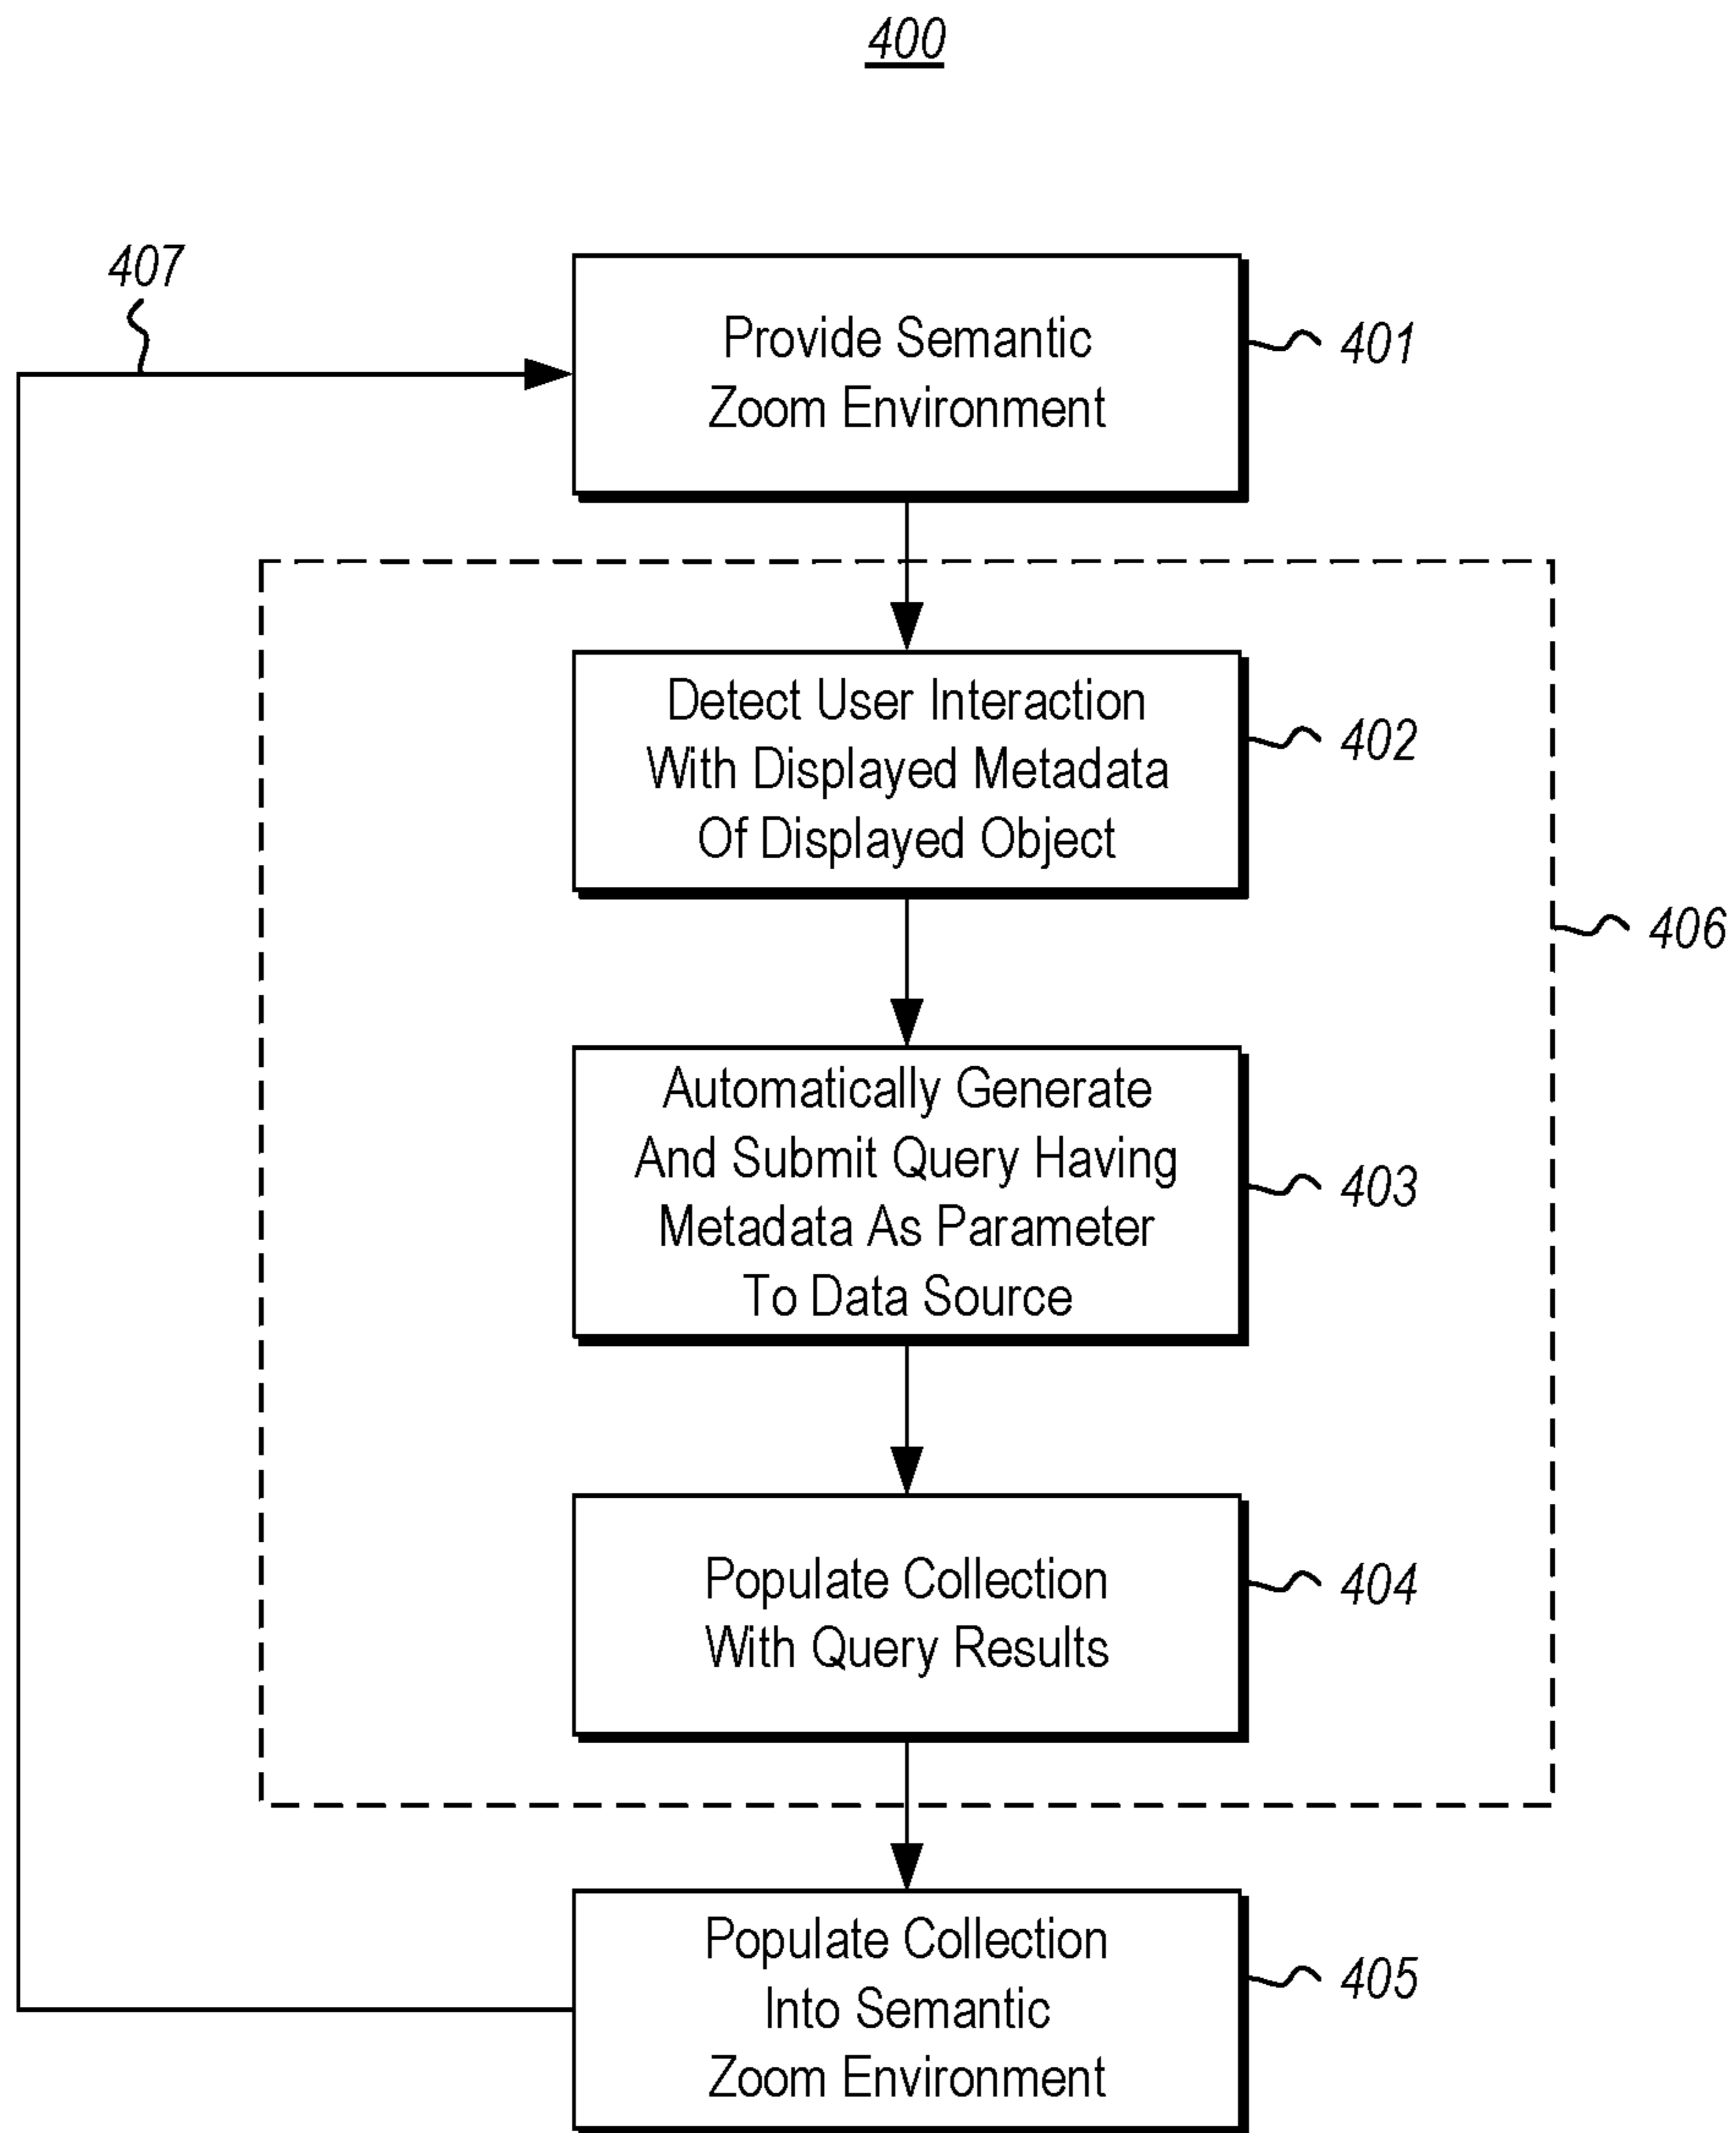 400
407
Provide Semantic
Zoom Environment
401
Detect User Interaction
With Displayed Metadata
Of Displayed Object
402
406
Automatically Generate
And Submit Query Having
Metadata As Parameter
To Data Source
403
Populate Collection
With Query Results
404
Populate Collection
Into Semantic
Zoom Environment
405